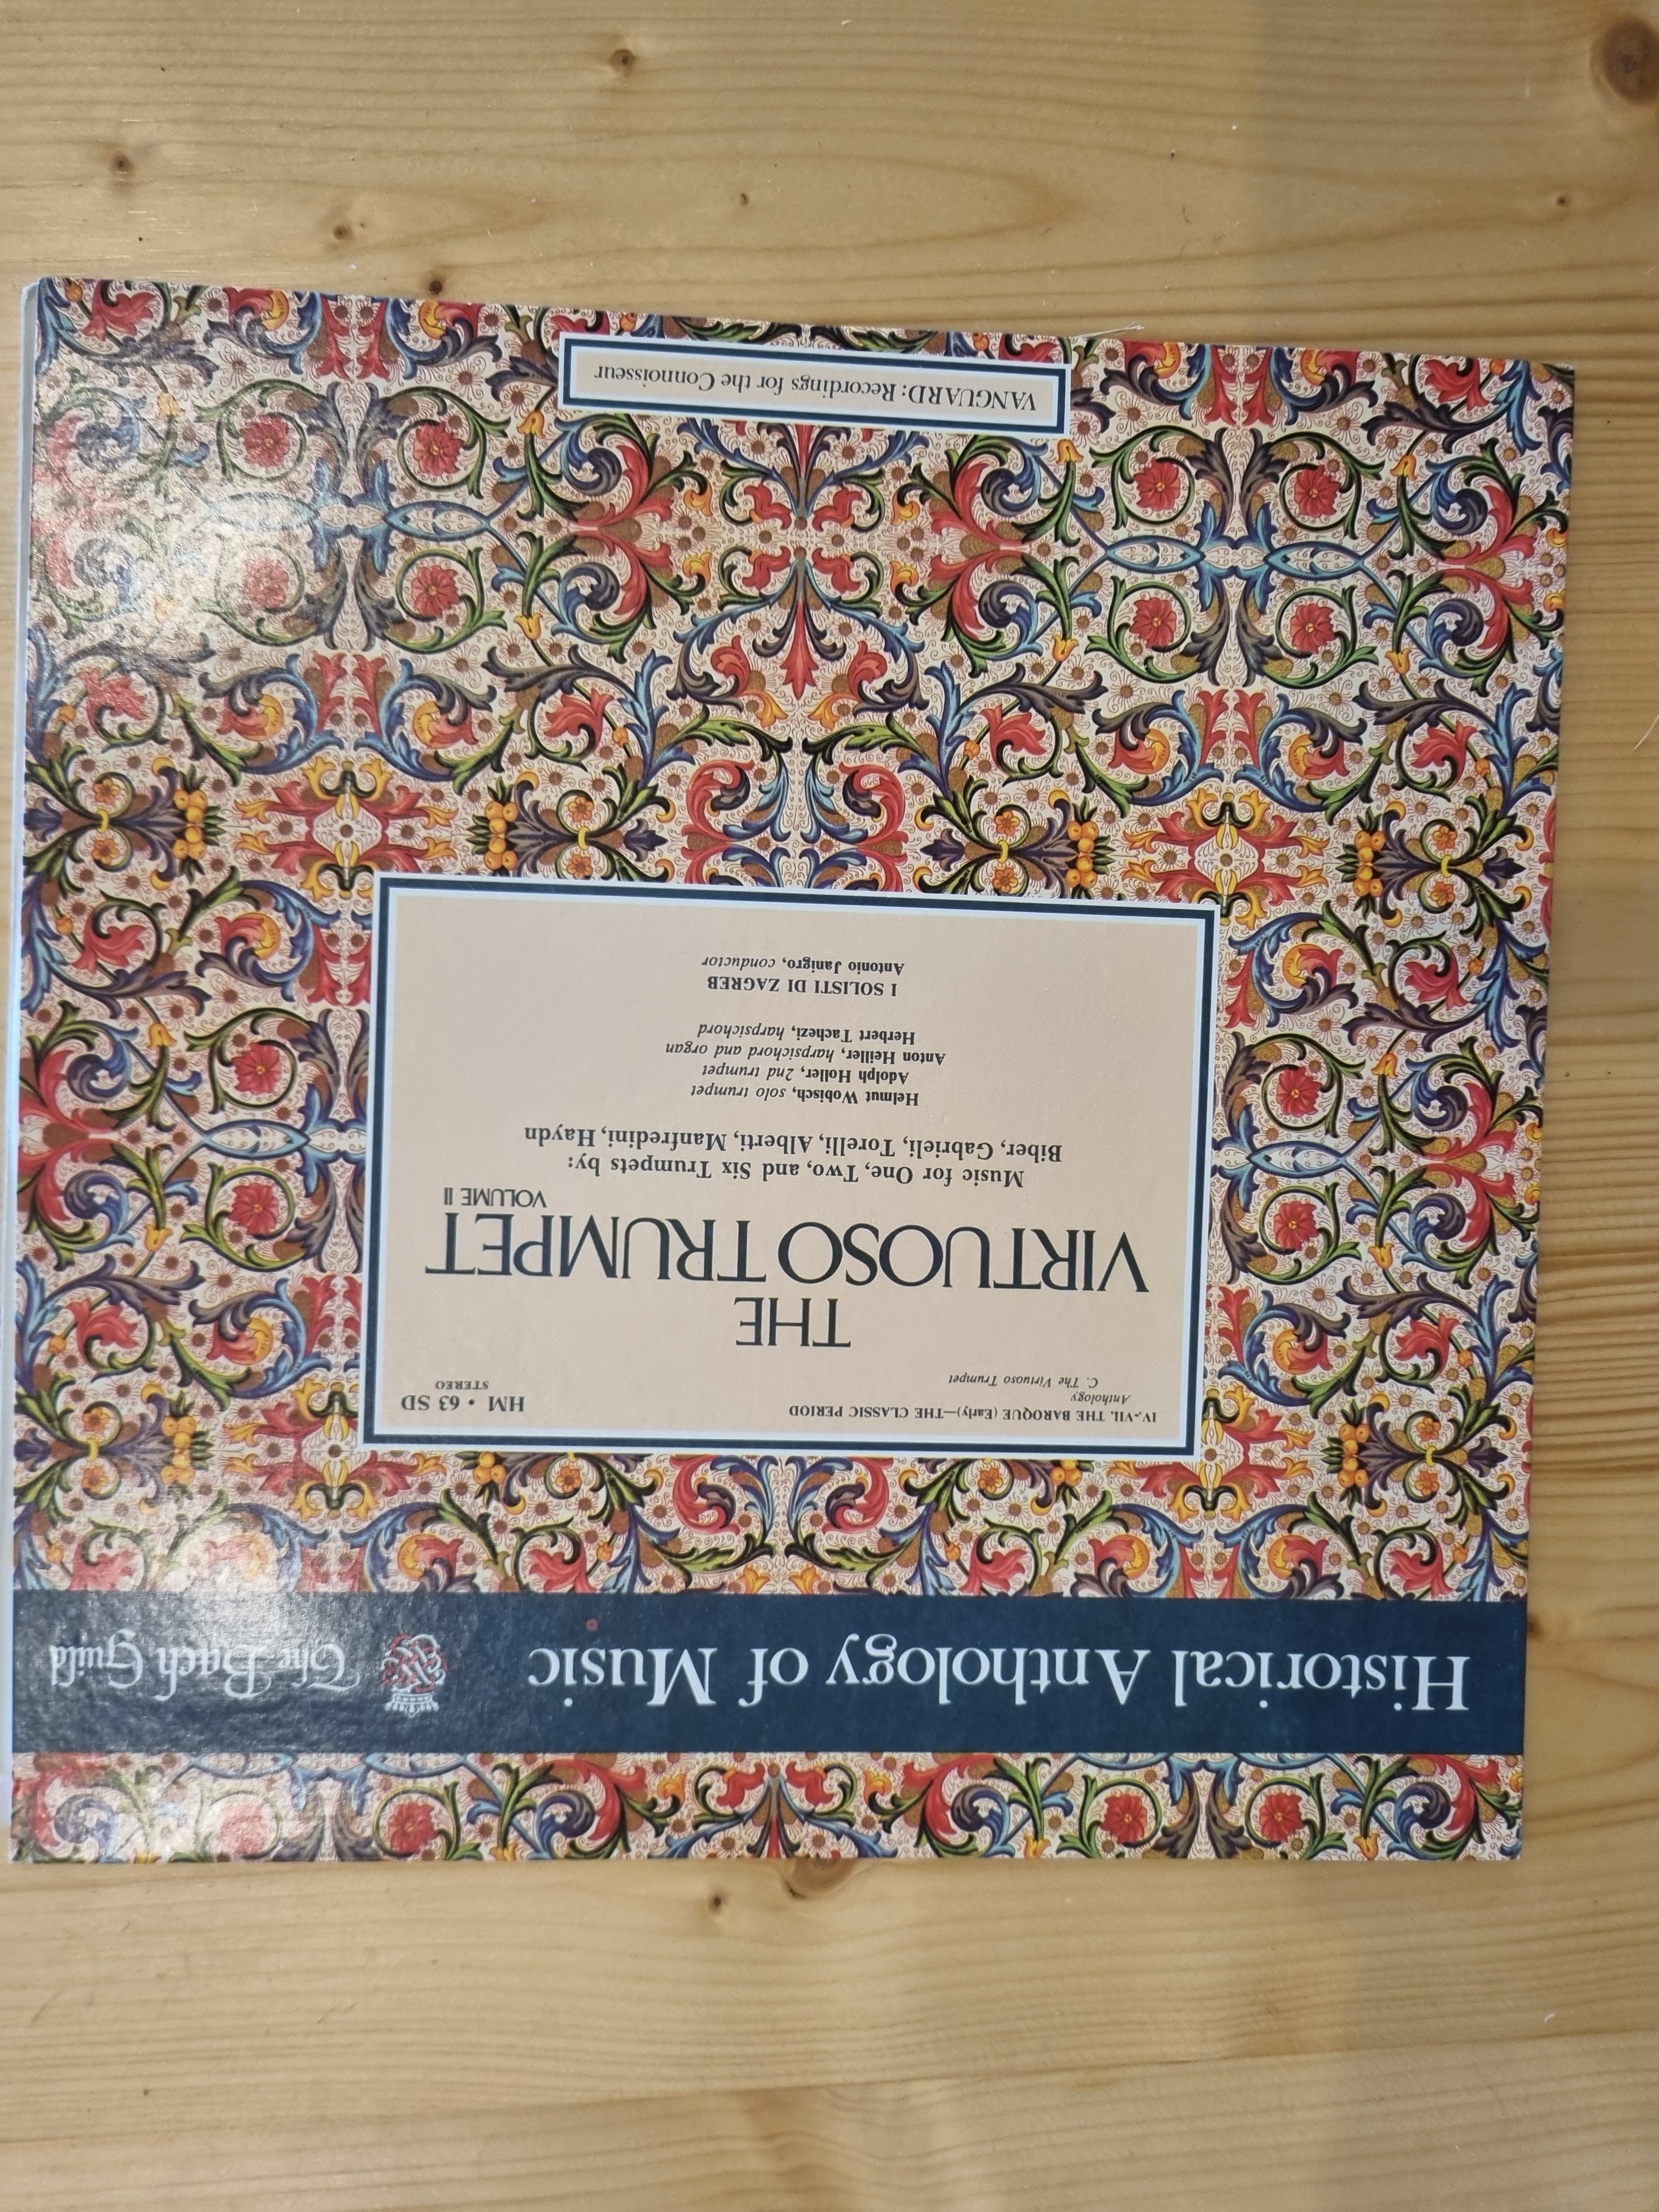 Historical Anthology of Music
The Bach Guild
IV.-VII. THE BAROQUE (Early)—THE CLASSIC PERIOD
Anthology
C. The Virtuoso Trumpet
HM • 63 SD
STEREO
THE
VIRTUOSO TRUMPET
VOLUME II
Music for One, Two, and Six Trumpets by:
Biber, Gabrieli, Torelli, Alberti, Manfredini, Haydn
Helmut Wobisch, solo trumpet
Adolph Holler, 2nd trumpet
Anton Heiller, harpsichord and organ
Herbert Tachezi, harpsichord
I SOLISTI DI ZAGREB
Antonio Janigro, conductor
VANGUARD: Recordings for the Connoisseur